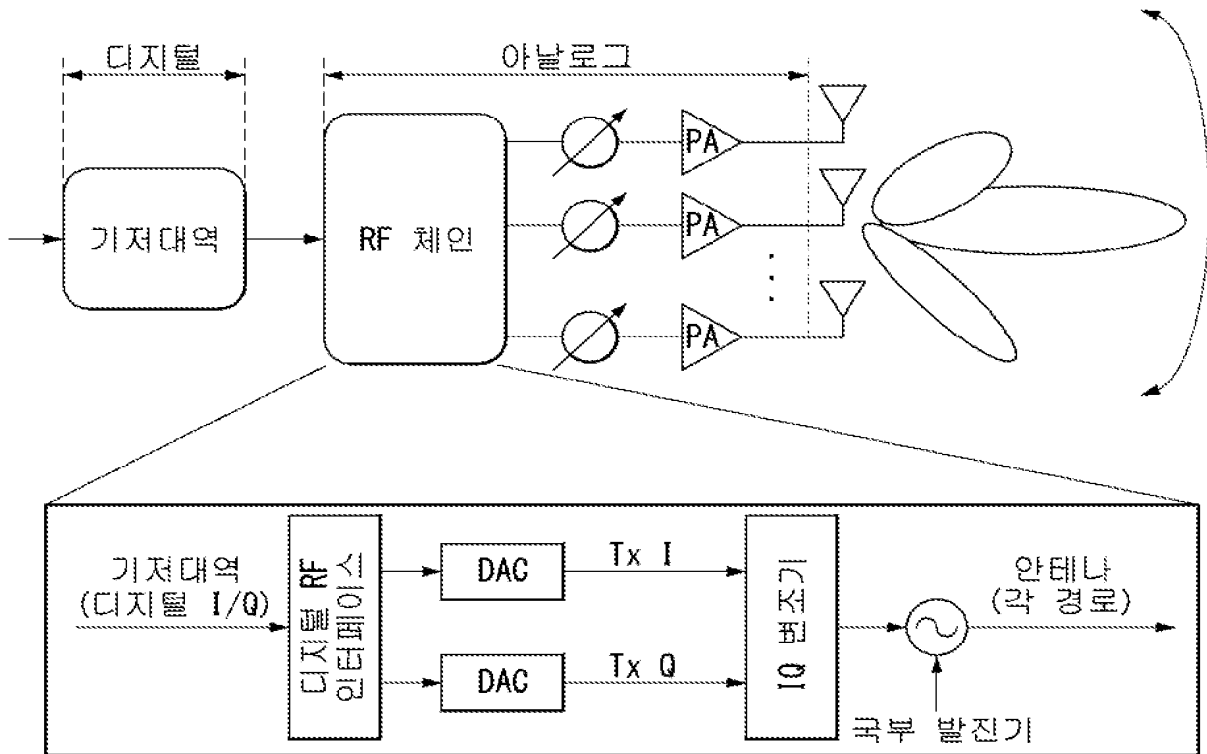 디지털
아날로그
기저대역
RF 체인
PA
PA
PA
기저대역
(디지털 I/Q)
디지털 RF
인터페이스
DAC
DAC
Tx I
Tx Q
IQ 변조기
안테나
(각 경로)
국부 발진기